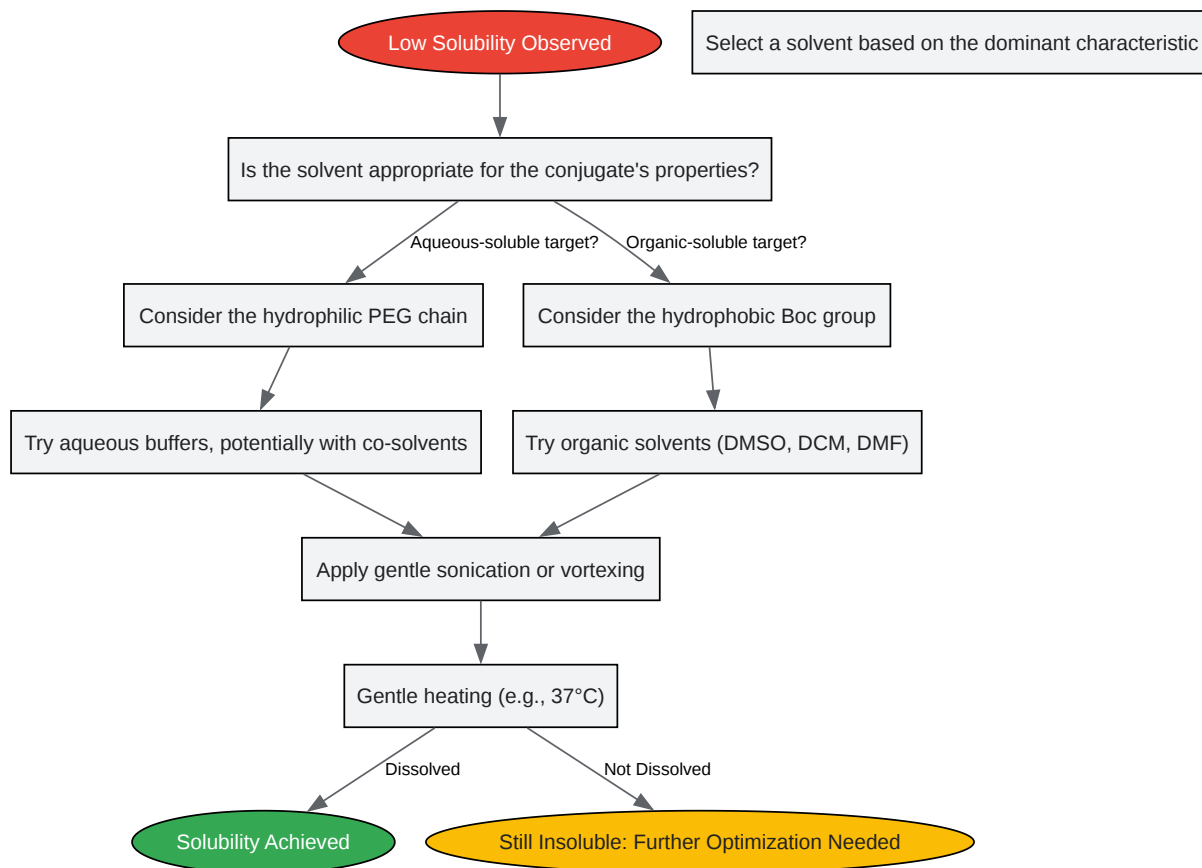 Low Solubility Observed
Select a solvent based on the dominant characteristic
Is the solvent appropriate for the conjugate's properties?
Aqueous-soluble target?
Organic-soluble target?
Consider the hydrophilic PEG chain
Consider the hydrophobic Boc group
Try aqueous buffers, potentially with co-solvents
Try organic solvents (DMSO, DCM, DMF)
Apply gentle sonication or vortexing
Gentle heating (e.g., 37°C)
Dissolved
Not Dissolved
Solubility Achieved
Still Insoluble: Further Optimization Needed